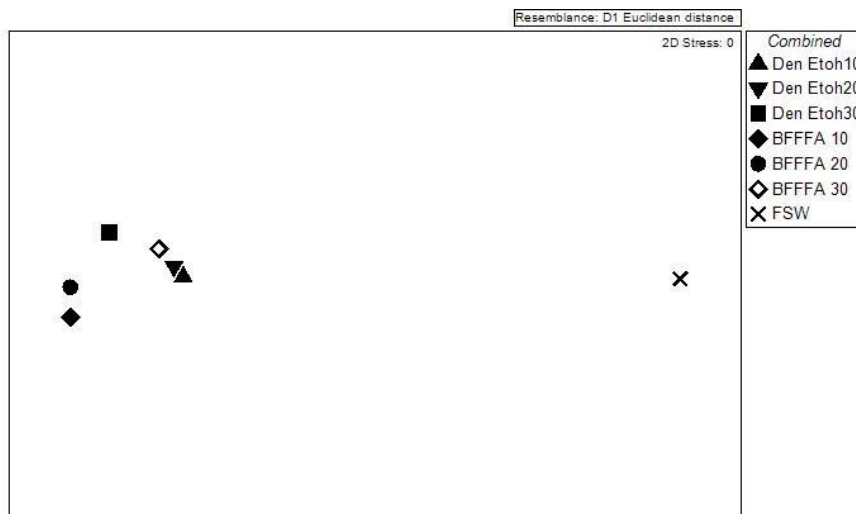 Resemblance: D1 Euclidean distance
2D Stress: 0
Combined
Den Etoh10
Den Etoh20
Den Etoh30
BFFFA 10
BFFFA 20
BFFFA 30
FSW